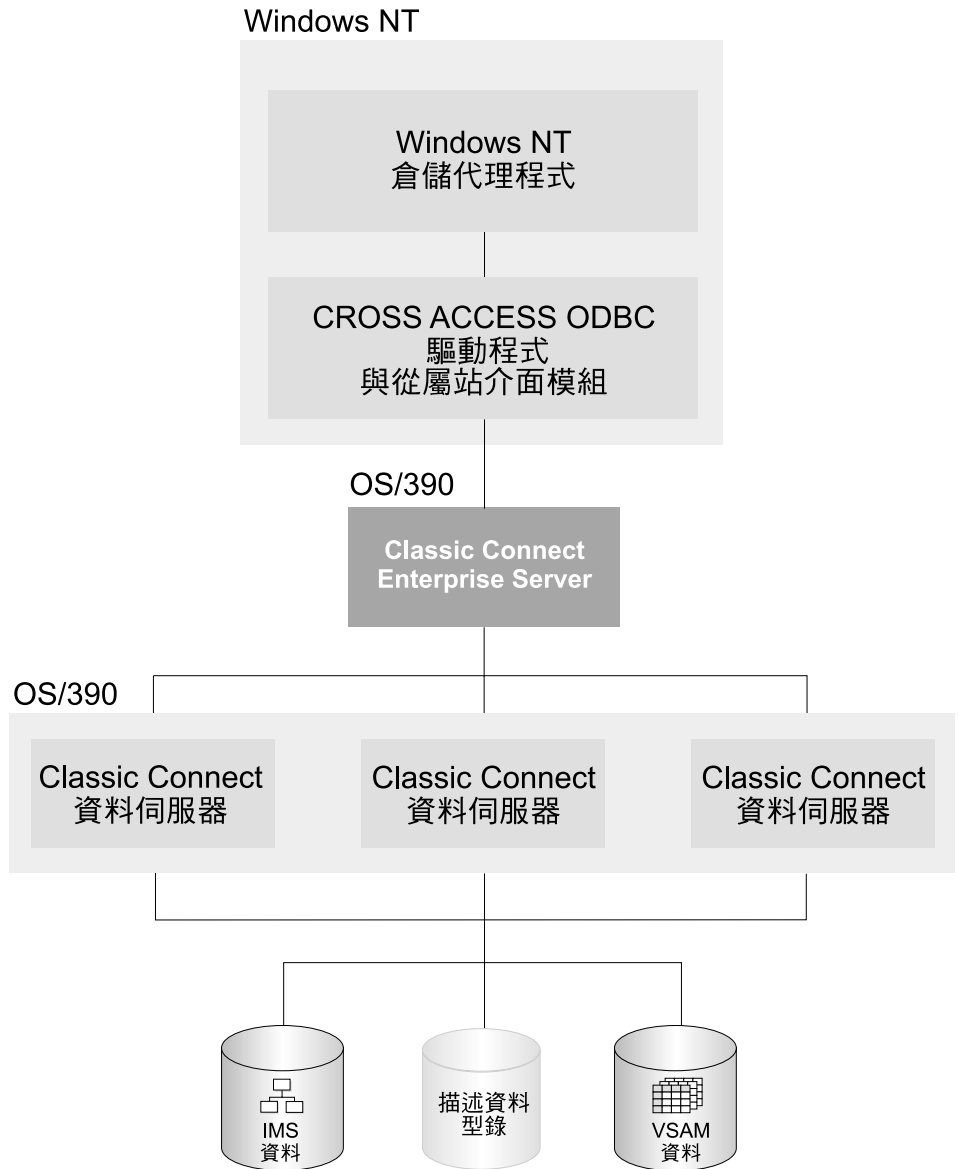 Windows NT
Windows NT
倉儲代理程式
CROSS ACCESS ODBC
驅動程式
與從屬站介面模組
OS/390
Classic Connect
Enterprise Server
OS/390
Classic Connect
資料伺服器
Classic Connect
資料伺服器
Classic Connect
資料伺服器
IMS
資料
描述資料
型錄
VSAM
資料